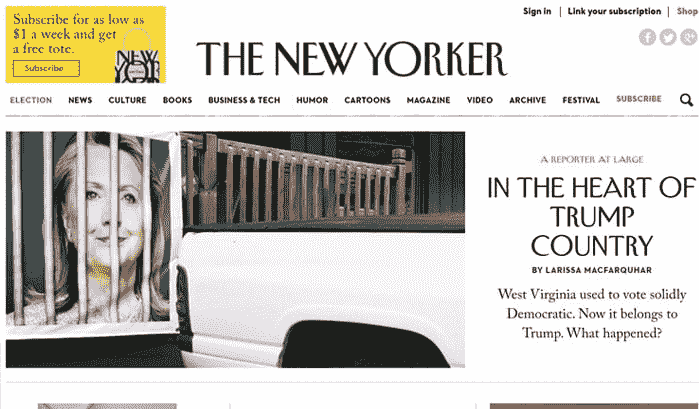 Subscribe for as low as
$1 a week and get
a free tote.
Subscribe
NEW
YORKER
Sign in | Link your subscription | Shop
THE NEW YORKER
ELECTION NEWS CULTURE BOOKS BUSINESS & TECH HUMOR CARTOONS MAGAZINE VIDEO ARCHIVE FESTIVAL SUBSCRIBE
A REPORTER AT LARGE
IN THE HEART OF
TRUMP
COUNTRY
BY LARISSA MACFARQUHAR
West Virginia used to vote solidly
Democratic. Now it belongs to
Trump. What happened?